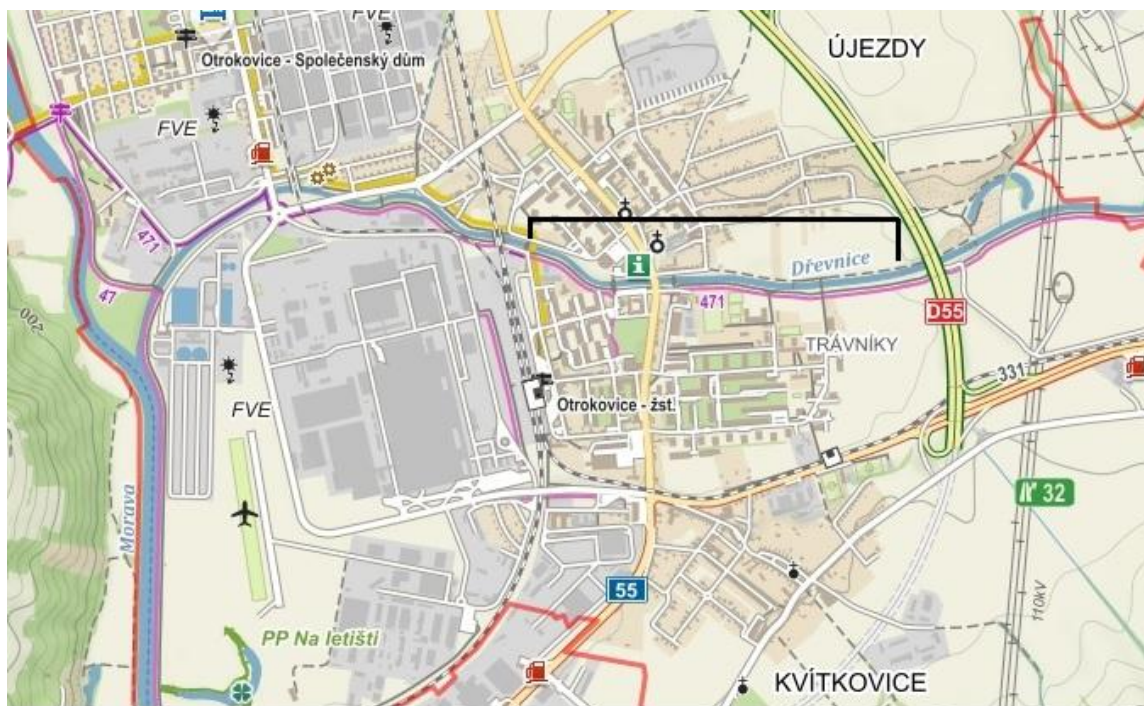 FVE
ÚJEZDY
Otrokovice - Společenský dům
FVE
471
47
Dřevnice
i
471
D55
TRÁVNÍKY
500
331
FVE
Otrokovice - žst.
Morava
32
55
110kV
PP Na letišti
KVÍTKOVICE